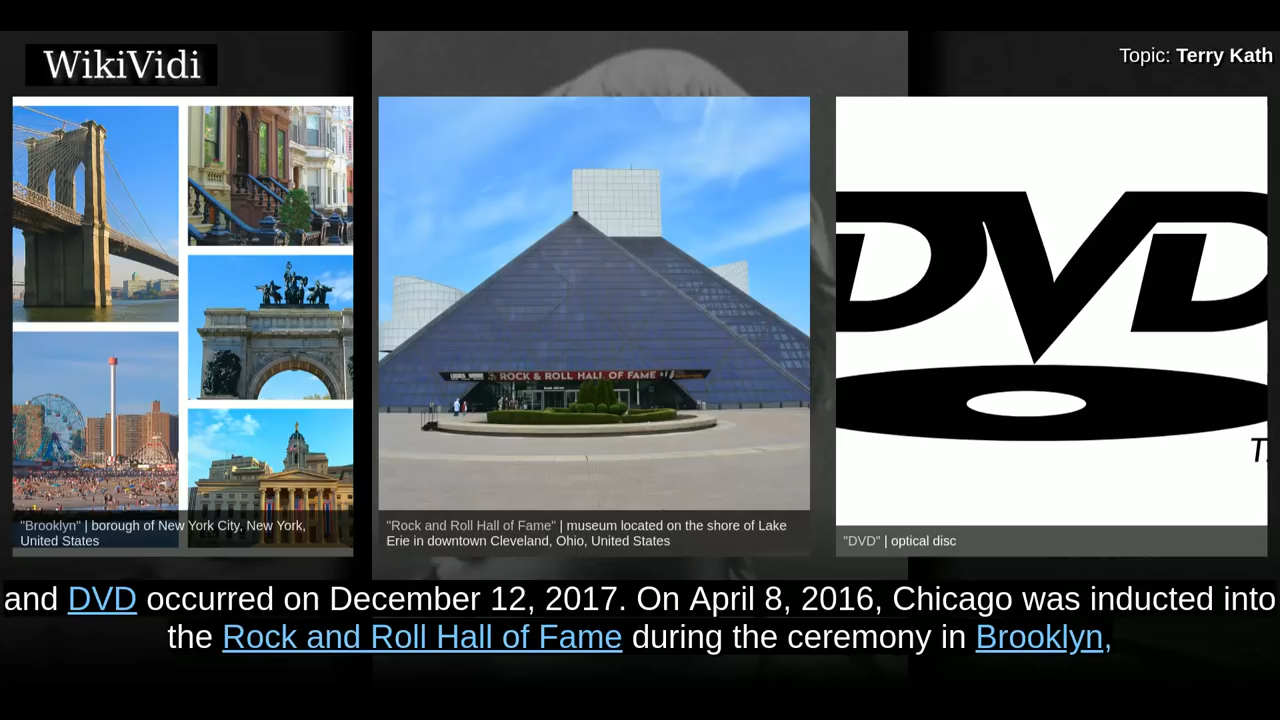 WikiVidi
Topic: Terry Kath
ROCK & ROLL HALL OF FAME
DVD
"Brooklyn" | borough of New York City, New York,
United States
"Rock and Roll Hall of Fame" | museum located on the shore of Lake
Erie in downtown Cleveland, Ohio, United States
"DVD" | optical disc
and DVD occurred on December 12, 2017. On April 8, 2016, Chicago was inducted into
the Rock and Roll Hall of Fame during the ceremony in Brooklyn,